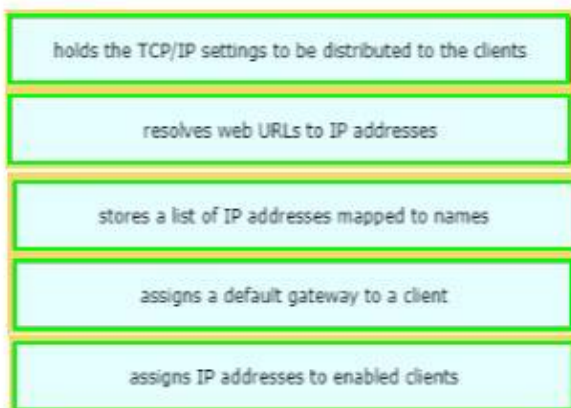 holds the TCP/IP settings to be distributed to the clients
resolves web URLs to IP addresses
stores a list of IP addresses mapped to names
assigns a default gateway to a client
assigns IP addresses to enabled clients